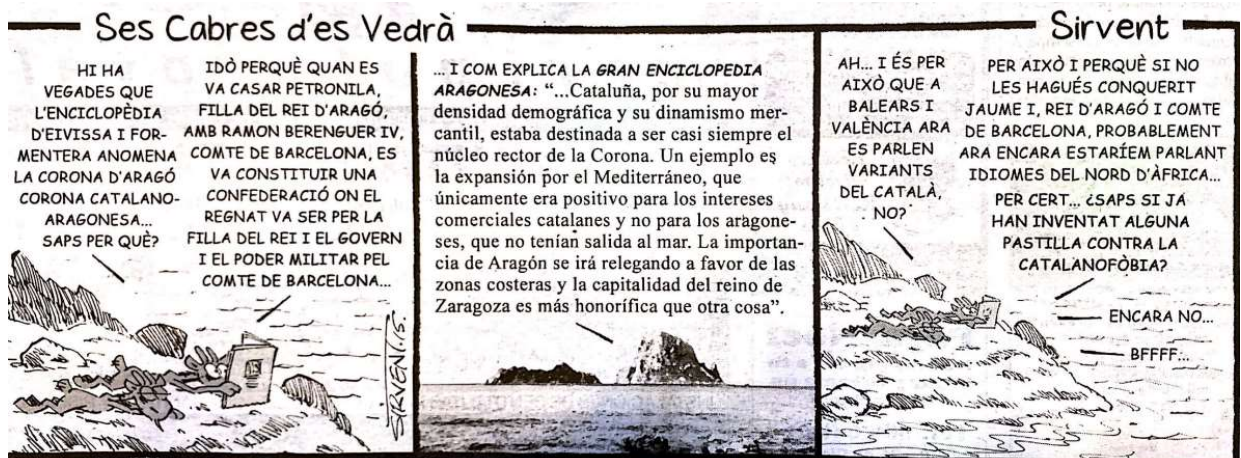 Ses Cabres d'es Vedrà
Sirvent
HI HA
VEGADES QUE
L'ENCICLOPÈDIA
D'EIVISSA I FOR-
MENTERA ANOMENA
LA CORONA D'ARAGÓ
CORONA CATALANO-
ARAGONESA...
SAPS PER QUÈ?
IDÒ PERQUÈ QUAN ES
VA CASAR PETRONILA,
FILLA DEL REI D'ARAGÓ,
AMB RAMON BERENGUER IV,
COMTE DE BARCELONA, ES
VA CONSTITUIR UNA
CONFEDERACIÓ ON EL
REGNAT VA SER PER LA
FILLA DEL REI I EL GOVERN
I EL PODER MILITAR PEL
COMTE DE BARCELONA...
SIRVENT.15
... I COM EXPLICA LA GRAN ENCICLOPEDIA
ARAGONESA: "...Cataluña, por su mayor
densidad demográfica y su dinamismo mer-
cantil, estaba destinada a ser casi siempre el
núcleo rector de la Corona. Un ejemplo es
la expansión por el Mediterráneo, que
únicamente era positivo para los intereses
comerciales catalanes y no para los aragone-
ses, que no tenían salida al mar. La importan-
cia de Aragón se irá relegando a favor de las
zonas costeras y la capitalidad del reino de
Zaragoza es más honorífica que otra cosa".
AH... I ÉS PER
AIXÒ QUE A
BALEARS I
VALÈNCIA ARA
ES PARLEN
VARIANTS
DEL CATALÀ,
NO?
PER AIXÒ I PERQUÈ SI NO
LES HAGUÉS CONQUERIT
JAUME I, REI D'ARAGÓ I COMTE
DE BARCELONA, PROBABLEMENT
ARA ENCARA ESTARÍEM PARLANT
IDIOMES DEL NORD D'ÀFRICA...
PER CERT... ¿SAPS SI JA
HAN INVENTAT ALGUNA
PASTILLA CONTRA LA
CATALANOFÒBIA?
ENCARA NO...
BFFFF...